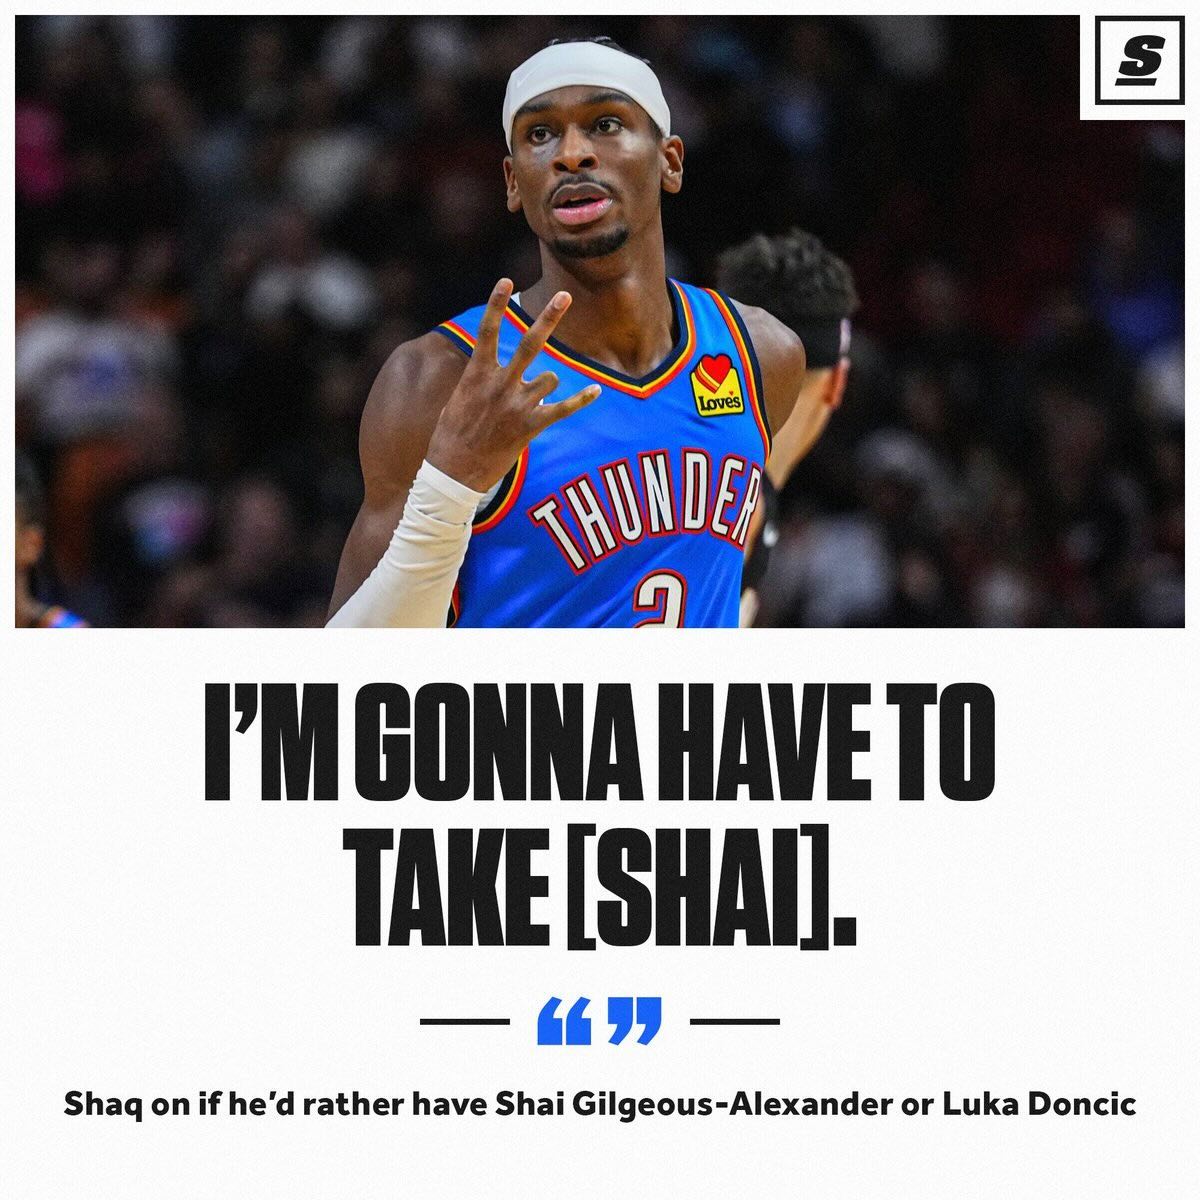 S
Loves
THUNDER
2
I'M GONNA HAVE TO
TAKE [SHAI].
“ ”
Shaq on if he'd rather have Shai Gilgeous-Alexander or Luka Doncic